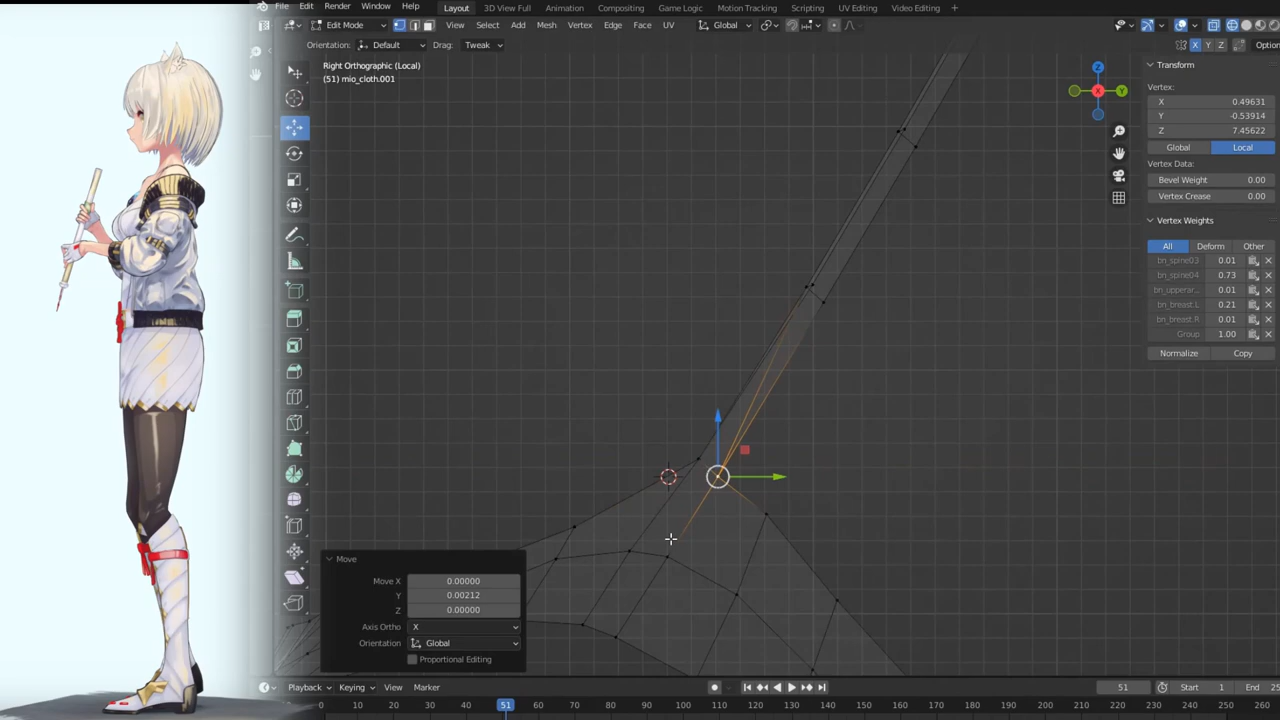 File Edit Render Window Help Layout 3D View Full Animation Compositing Game Logic Motion Tracking Scripting UV Editing Video Editing
Edit Mode View Select Add Mesh Vertex Edge Face UV Global
Orientation: Default Drag: Tweak X Y Z Optior
Right Orthographic (Local)
(51) mio_cloth.001
Z
X
Y
Transform
Vertex:
X 0.49631
Y -0.53914
Z 7.45622
Global Local
Vertex Data:
Bevel Weight 0.00
Vertex Crease 0.00
Vertex Weights
All Deform Other
bn_spine03 0.01
bn_spine04 0.73
bn_upperar.. 0.01
bn_breast.L 0.21
bn_breast.R 0.01
Group 1.00
Normalize Copy
Move
Move X 0.00000
Y 0.00212
Z 0.00000
Axis Ortho X
Orientation Global
Proportional Editing
Playback Keying View Marker 51 Start 1 End 25
0 10 20 30 40 51 60 70 80 90 100 110 120 130 140 150 160 170 180 190 200 210 220 230 240 250 260